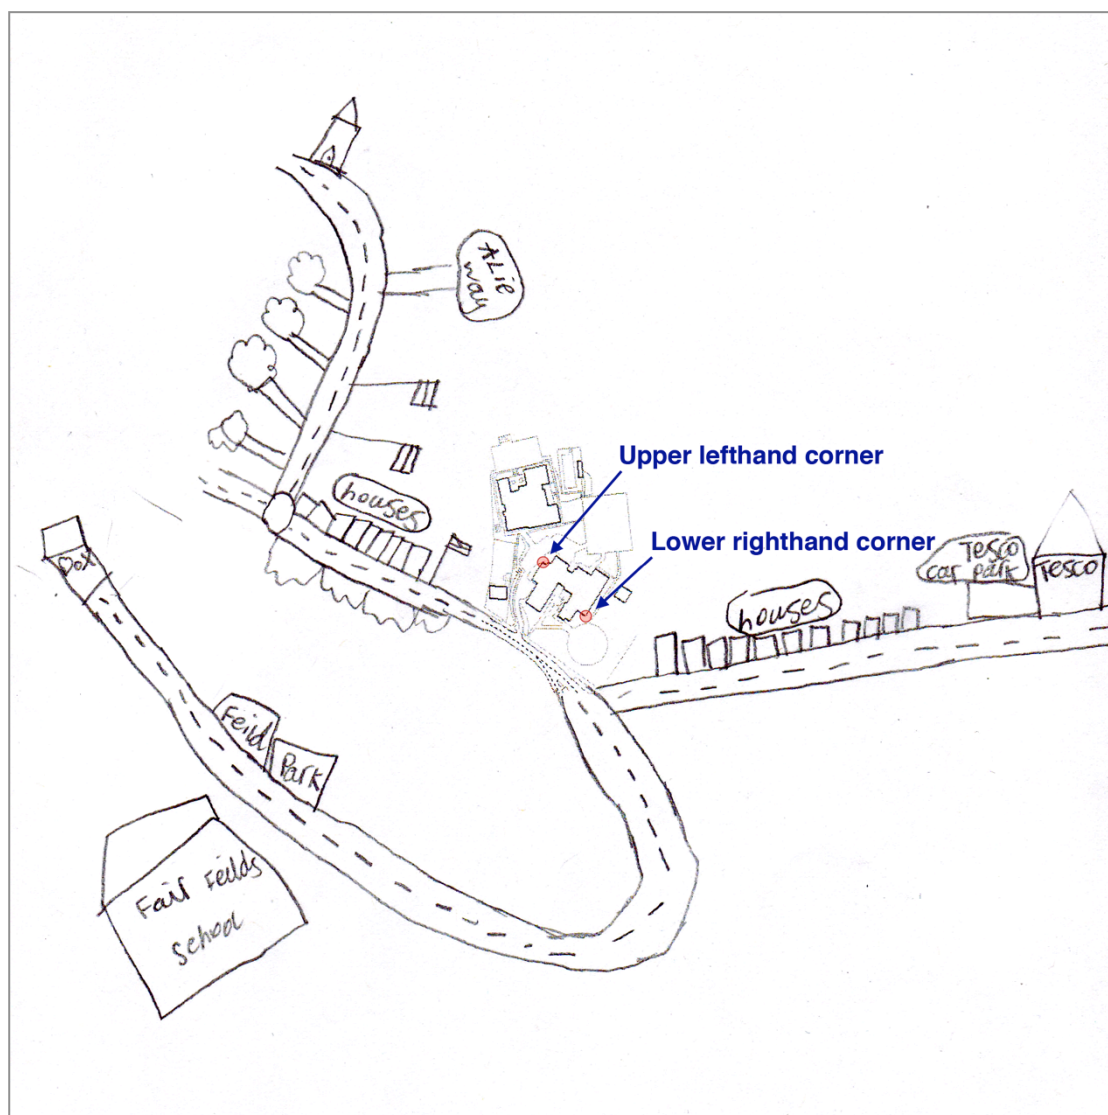 ALie
way
Upper lefthand corner
houses
Lower righthand corner
Tesco
car park
Tesco
houses
Feild
Park
Fair Feilds
School